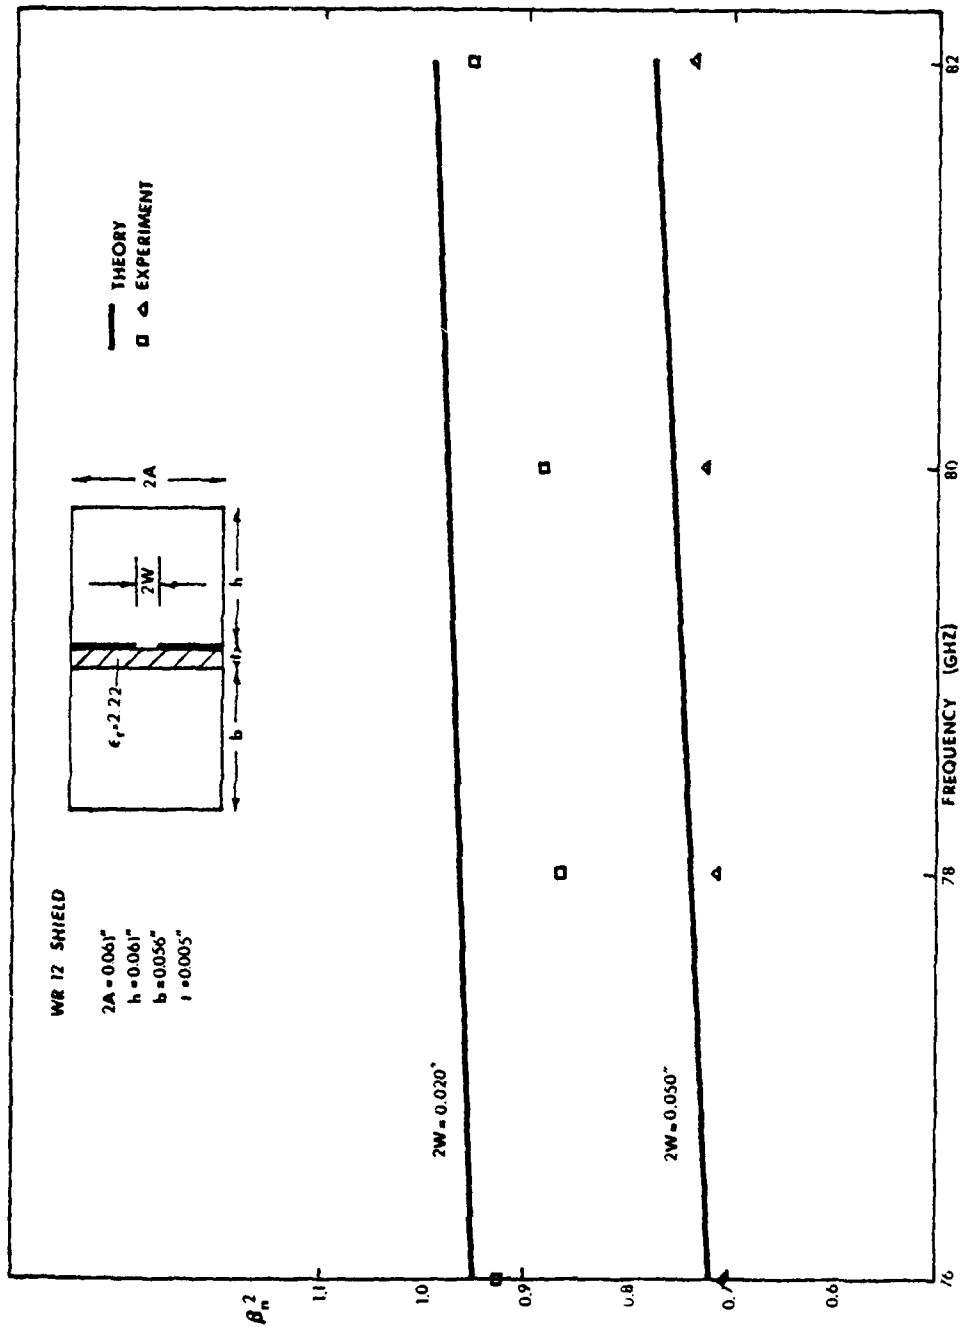 WR 12 SHIELD
2A = 0.061"
h = 0.061"
b = 0.056"
t = 0.005"
εr = 2.22
b
t
h
2W
2A
THEORY
EXPERIMENT
βn²
1.1
1.0
0.9
0.8
0.7
0.6
2W = 0.020"
2W = 0.050"
76
78
80
82
FREQUENCY (GHZ)